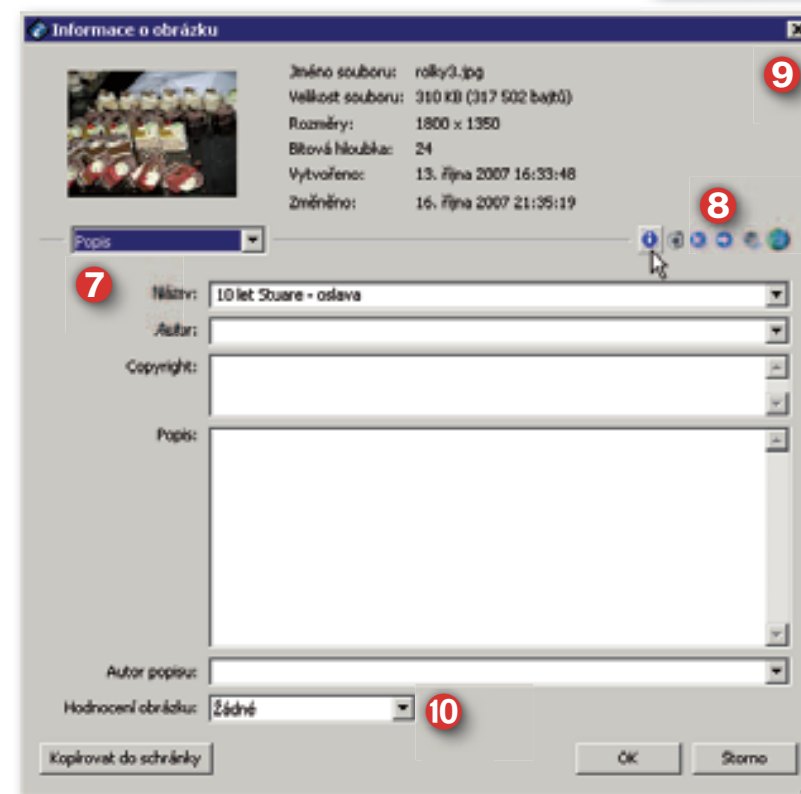 Informace o obrázku
9
Jméno souboru: rolky3.jpg
Velikost souboru: 310 KB (317 502 bajtů)
Rozměry: 1800 x 1350
Bitová hloubka: 24
Vytvořeno: 13. října 2007 16:33:48
Změněno: 16. října 2007 21:35:19
8
Popis
7
Název: 10 let Stuare - oslava
Autor:
Copyright:
Popis:
Autor popisu:
Hodnocení obrázku: Žádné
10
Kopírovat do schránky OK Storno